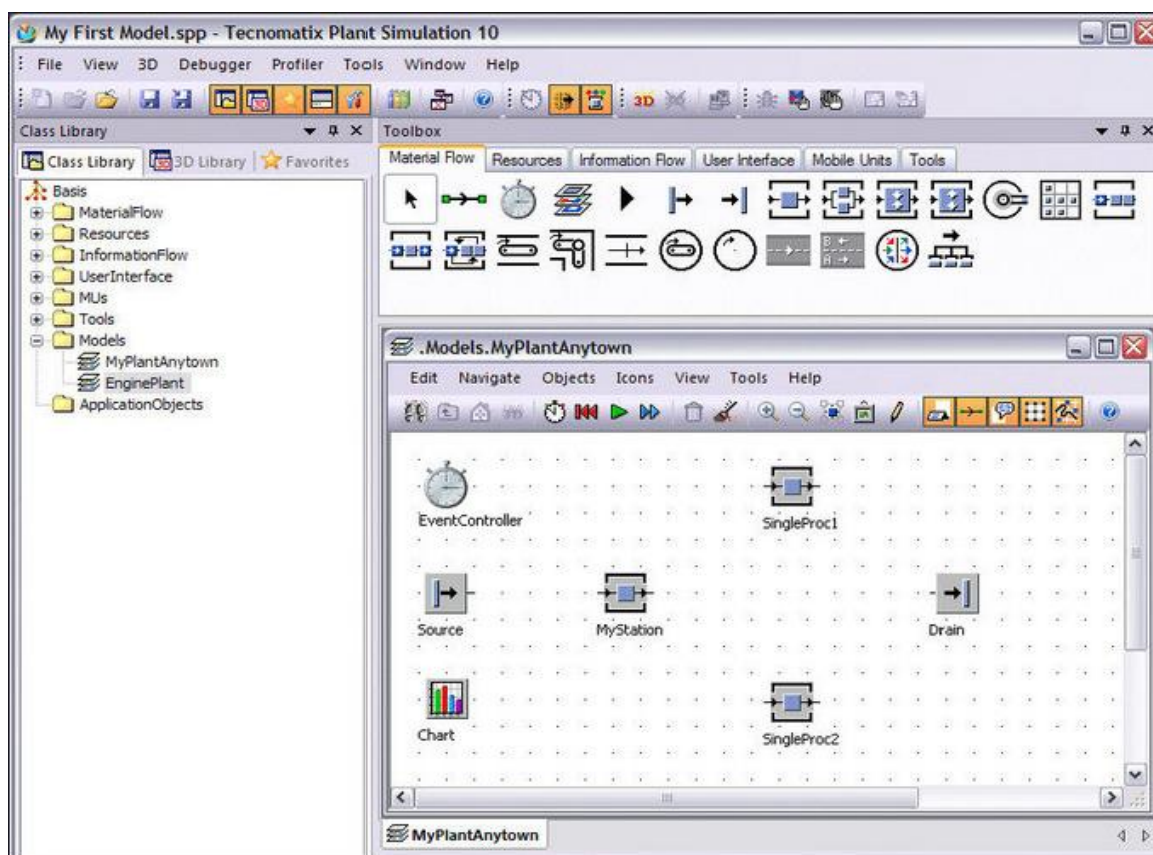 My First Model.spp - Tecnomatix Plant Simulation 10
File View 3D Debugger Profiler Tools Window Help
3D
Class Library
Class Library 3D Library Favorites
Basis
MaterialFlow
Resources
InformationFlow
UserInterface
MUs
Tools
Models
MyPlantAnytown
EnginePlant
ApplicationObjects
Toolbox
Material Flow Resources Information Flow User Interface Mobile Units Tools
.Models.MyPlantAnytown
Edit Navigate Objects Icons View Tools Help
EventController
SingleProc1
Source
MyStation
Drain
Chart
SingleProc2
MyPlantAnytown